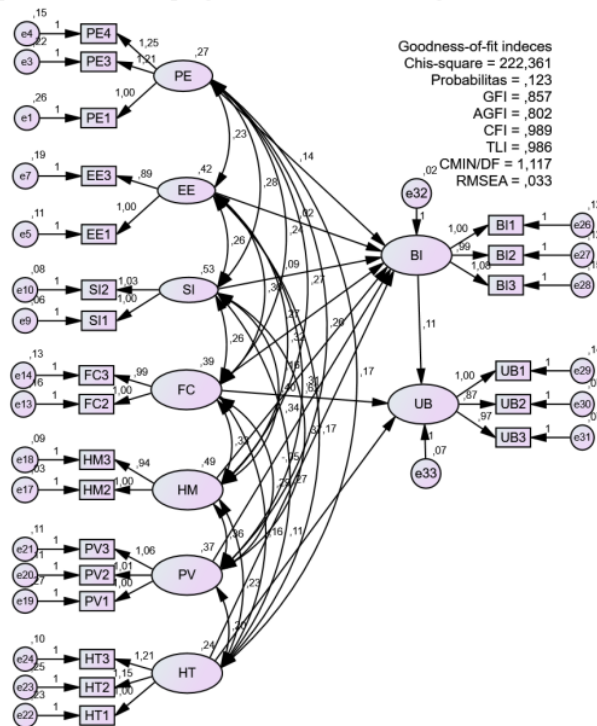 Goodness-of-fit indeces
Chis-square = 222,361
Probabilitas = ,123
GFI = ,857
AGFI = ,802
CFI = ,989
TLI = ,986
CMIN/DF = 1,117
RMSEA = ,033
,15
e4 1 PE4 1,25
,22
e3 1 PE3 1,21
,26
e1 1 PE1 1,00
PE ,27
,19
e7 1 EE3 ,89
,11
e5 1 EE1 1,00
EE ,42
,08
e10 1 SI2 1,03
,06
e9 1 SI1 1,00
SI ,53
,13
e14 1 FC3 ,99
,16
e13 1 FC2 1,00
FC ,39
,09
e18 1 HM3 ,94
,03
e17 1 HM2 1,00
HM ,49
,11
e21 1 PV3 1,06
e20 1 PV2 1,01
,27
e19 1 PV1 1,00
PV ,37
,10
e24 1 HT3 1,21
,25
e23 1 HT2 1,15
,23
e22 1 HT1 1,00
HT ,24
,23
,28
,14
,02
,24
,26
,09
,27
,17
,26
,34
,17
,11
,16
,23
,02
e32
1
BI
1,00 BI1 1 e26
,99 BI2 1 e27
1,08 BI3 1 e28
,11
UB
1,00 UB1 1 e29
,87 UB2 1 e30
,97 UB3 1 e31
1
,07
e33